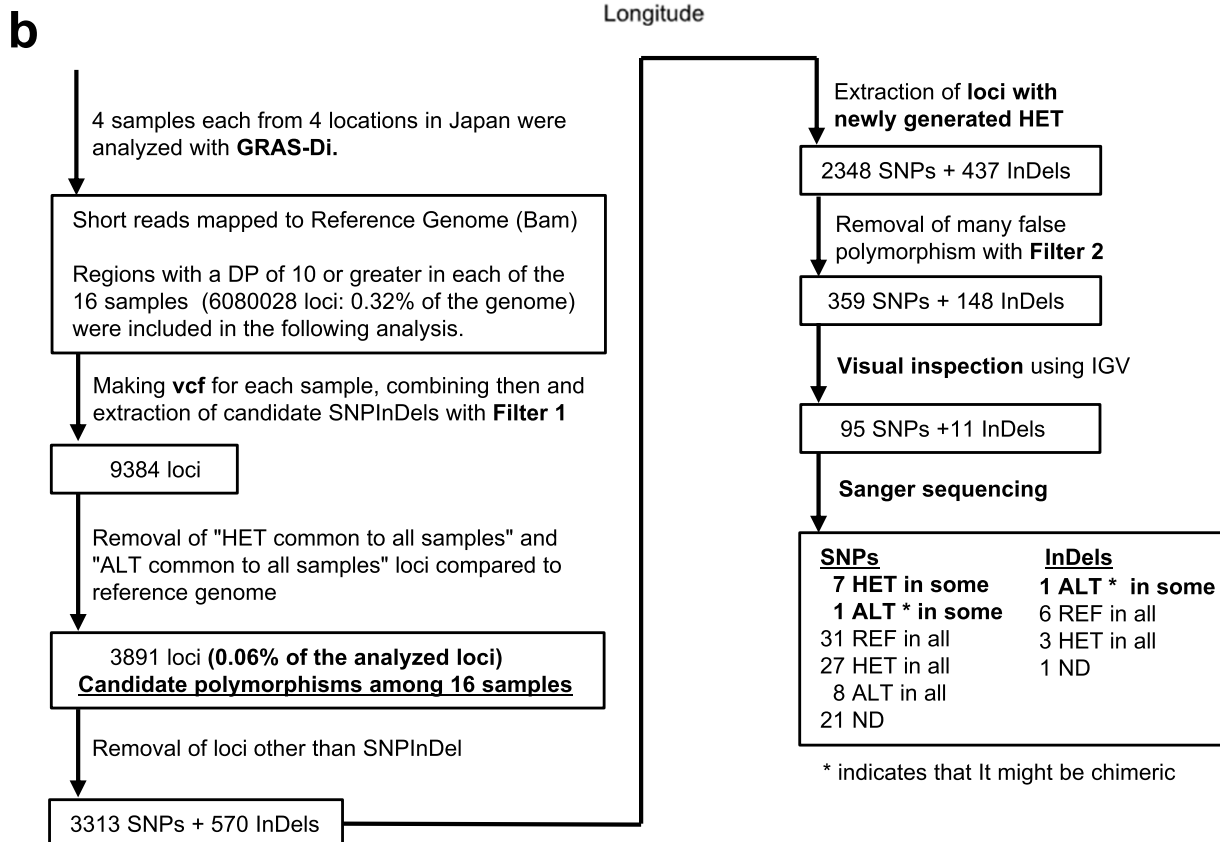 Longitude
b
4 samples each from 4 locations in Japan were
analyzed with GRAS-Di.
Short reads mapped to Reference Genome (Bam)
Regions with a DP of 10 or greater in each of the
16 samples (6080028 loci: 0.32% of the genome)
were included in the following analysis.
Making vcf for each sample, combining then and
extraction of candidate SNPInDels with Filter 1
9384 loci
Removal of "HET common to all samples" and
"ALT common to all samples" loci compared to
reference genome
3891 loci (0.06% of the analyzed loci)
Candidate polymorphisms among 16 samples
Removal of loci other than SNPInDel
3313 SNPs + 570 InDels
Extraction of loci with
newly generated HET
2348 SNPs + 437 InDels
Removal of many false
polymorphism with Filter 2
359 SNPs + 148 InDels
Visual inspection using IGV
95 SNPs +11 InDels
Sanger sequencing
SNPs
7 HET in some
1 ALT * in some
31 REF in all
27 HET in all
8 ALT in all
21 ND
InDels
1 ALT * in some
6 REF in all
3 HET in all
1 ND
* indicates that It might be chimeric